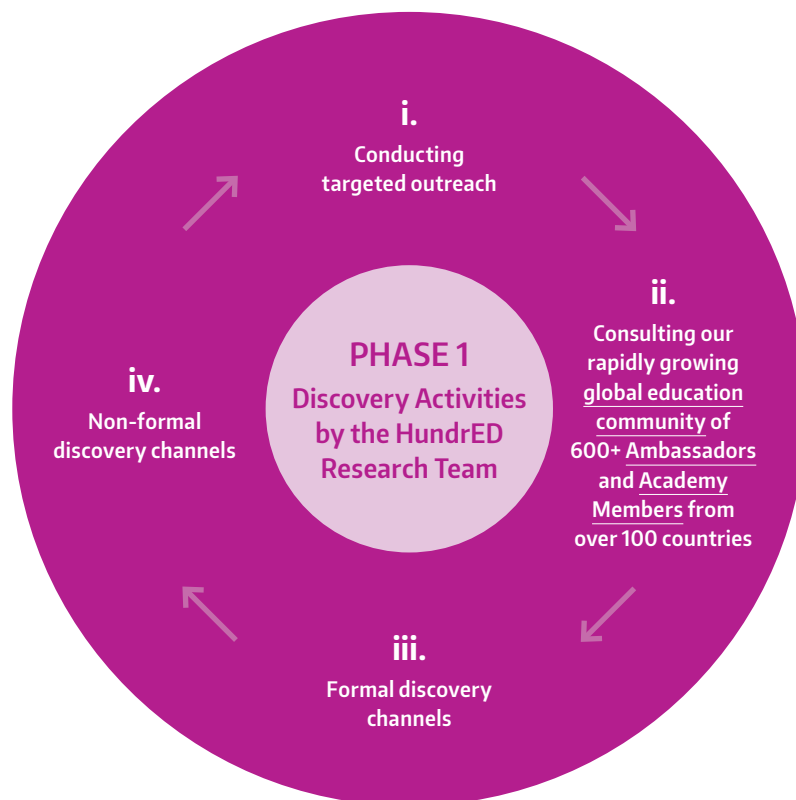 i.
Conducting
targeted outreach
ii.
Consulting our
rapidly growing
global education
community of
600+ Ambassadors
and Academy
Members from
over 100 countries
iii.
Formal discovery
channels
iv.
Non-formal
discovery channels
PHASE 1
Discovery Activities
by the HundrED
Research Team